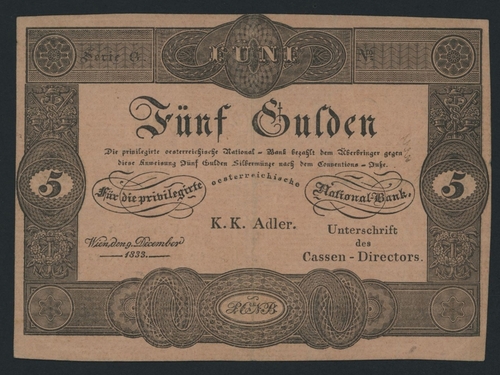 Serie O. FÜNF No.
Fünf Gulden
Die privilegirte oesterreichische National - Bank bezahlt dem Überbringer gegen
diese Anweisung Fünf Gulden Silbermünze nach dem Conventions - Fuße.
5 5
Für die privilegirte oesterreichische National-Bank,
K. K. Adler.
Unterschrift
des
Cassen - Directors.
Wien, den 9. December
1833.
P.Ö.N.B.